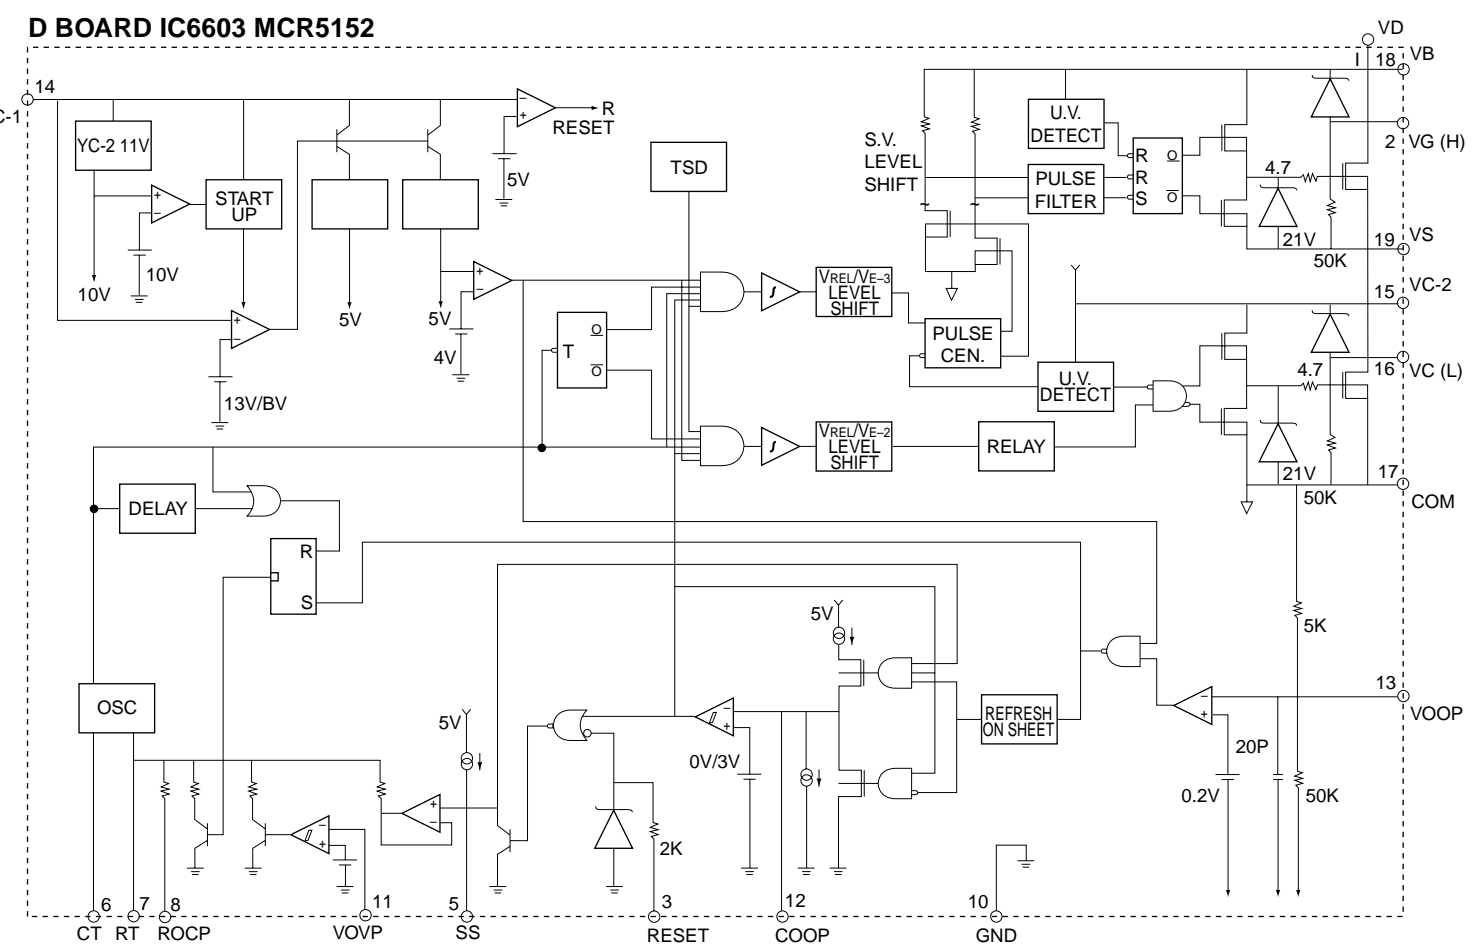 D BOARD IC6603 MCR5152
VD
I
18
VB
14
C-1
YC-2 11V
R
RESET
5V
START
UP
10V
10V
5V
5V
4V
13V/BV
TSD
S.V.
LEVEL
SHIFT
U.V.
DETECT
PULSE
FILTER
R
R
S
O
O
4.7
21V
50K
2
VG (H)
19
VS
VC-2
15
T
O
O
VREL/VE–3
LEVEL
SHIFT
PULSE
CEN.
U.V.
DETECT
4.7
16
VC (L)
VREL/VE–2
LEVEL
SHIFT
RELAY
21V
50K
17
COM
DELAY
R
S
5V
5K
OSC
5V
0V/3V
REFRESH
ON SHEET
13
VOOP
20P
0.2V
50K
2K
6
CT
7
RT
8
ROCP
11
VOVP
5
SS
3
RESET
12
COOP
10
GND